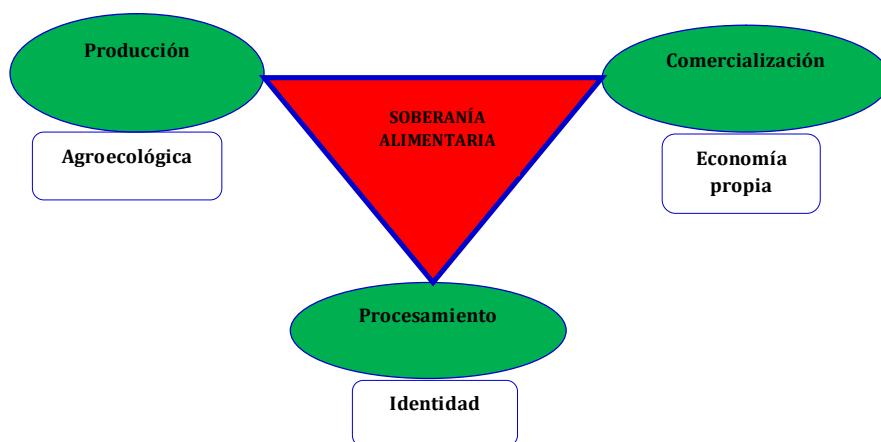 Producción
Comercialización
SOBERANÍA
ALIMENTARIA
Agroecológica
Economía
propia
Procesamiento
Identidad